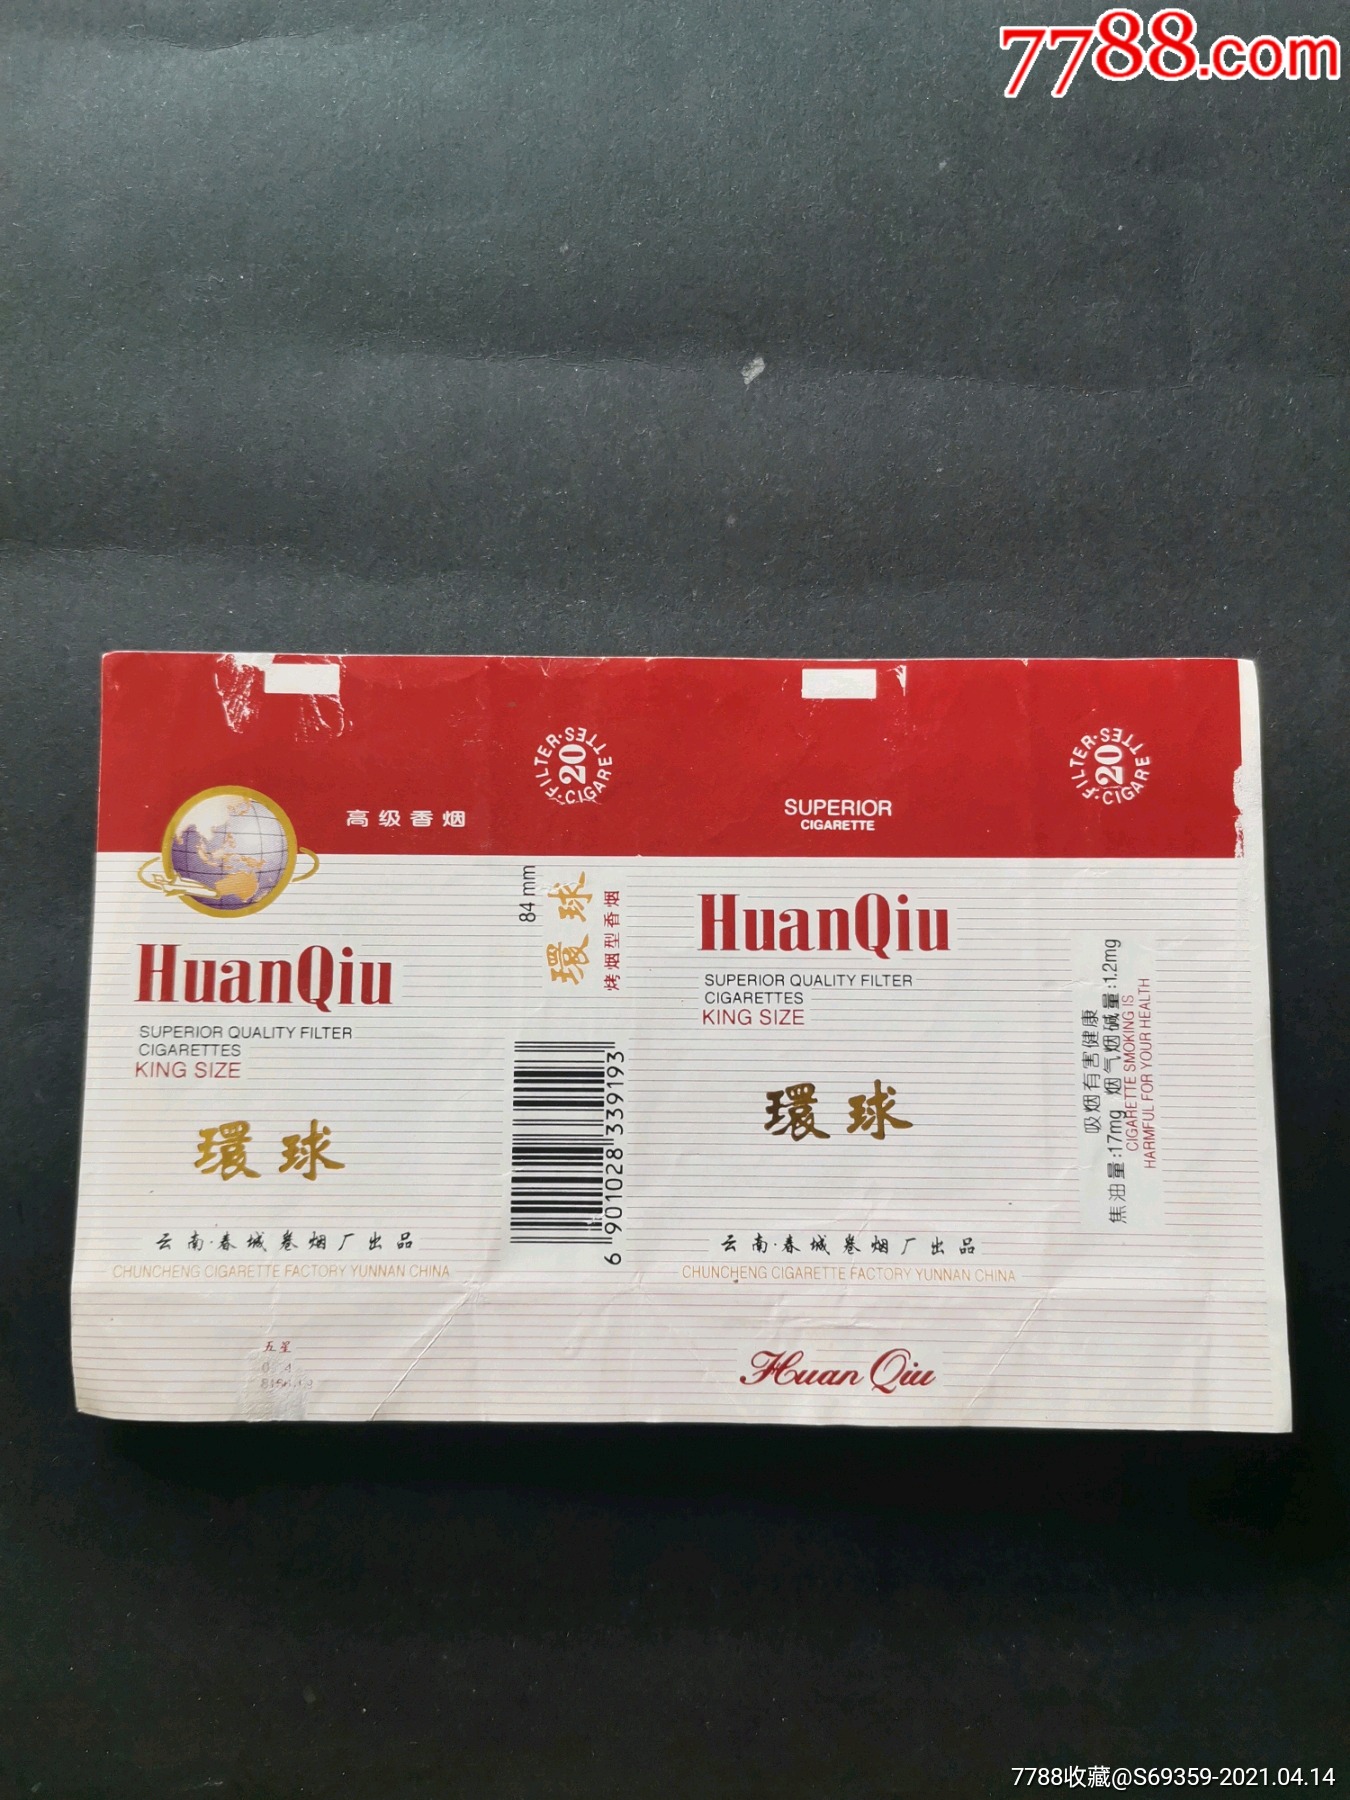 7788.com
高级香烟
HuanQiu
SUPERIOR QUALITY FILTER
CIGARETTES
KING SIZE
環球
云南·春城卷烟厂出品
CHUNCHENG CIGARETTE FACTORY YUNNAN CHINA
五星
FILTER·CIGARETTES·
20
84mm
環球
烤烟型香烟
6 901028 339193
SUPERIOR
CIGARETTE
HuanQiu
SUPERIOR QUALITY FILTER
CIGARETTES
KING SIZE
環球
云南·春城卷烟厂出品
CHUNCHENG CIGARETTE FACTORY YUNNAN CHINA
Huan Qiu
FILTER·CIGARETTES·
20
吸烟有害健康
焦油量:17mg 烟气烟碱量:1.2mg
CIGARETTE SMOKING IS
HARMFUL FOR YOUR HEALTH
7788收藏@S69359-2021.04.14